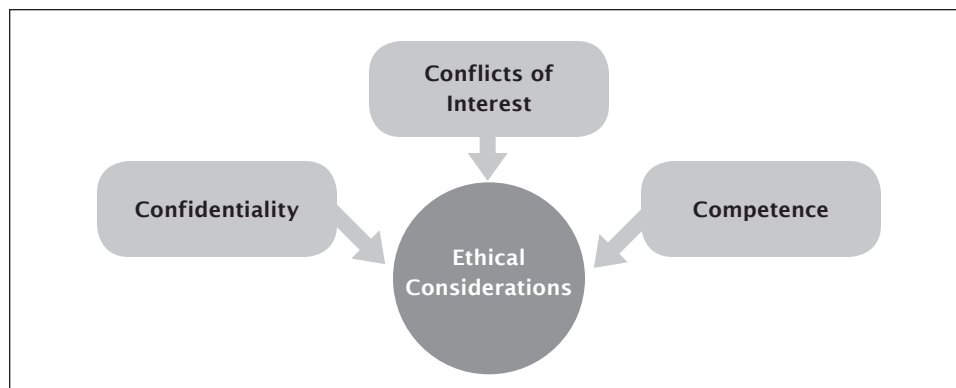 Conflicts of
Interest
Confidentiality
Competence
Ethical
Considerations